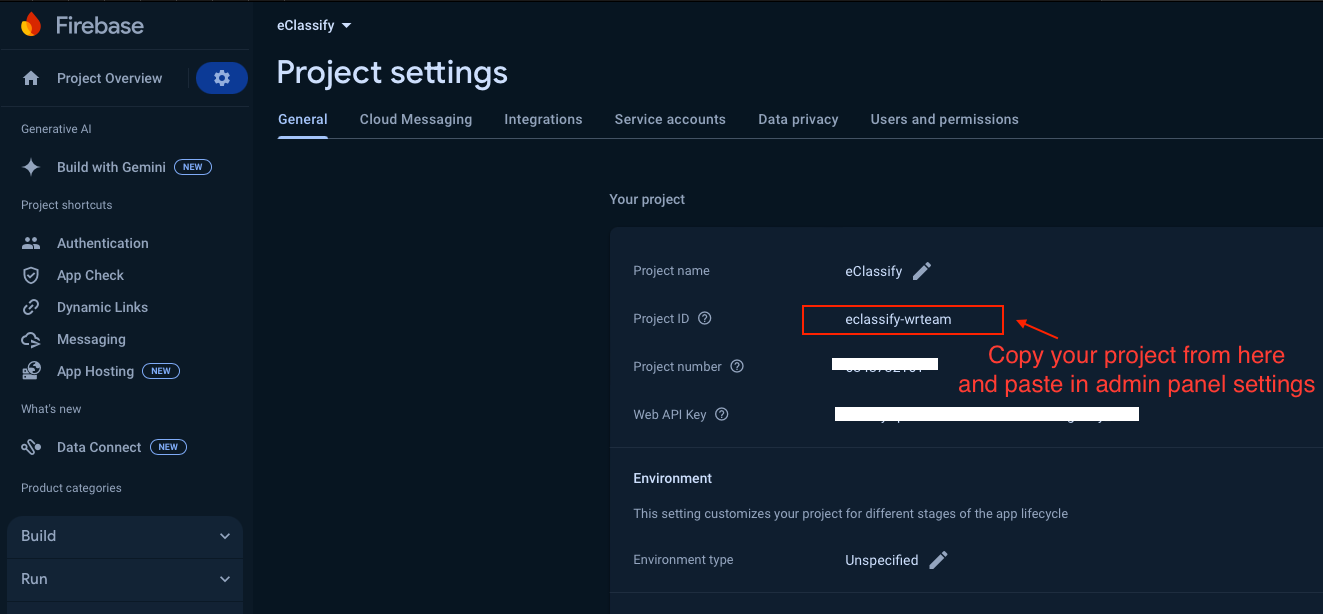 Firebase
eClassify
Project Overview
Project settings
General
Cloud Messaging
Integrations
Service accounts
Data privacy
Users and permissions
Generative AI
Build with Gemini NEW
Project shortcuts
Authentication
App Check
Dynamic Links
Messaging
App Hosting NEW
What's new
Data Connect NEW
Product categories
Build
Run
Your project
Project name eClassify
Project ID eclassify-wrteam
Copy your project from here
and paste in admin panel settings
Project number
Web API Key
Environment
This setting customizes your project for different stages of the app lifecycle
Environment type Unspecified